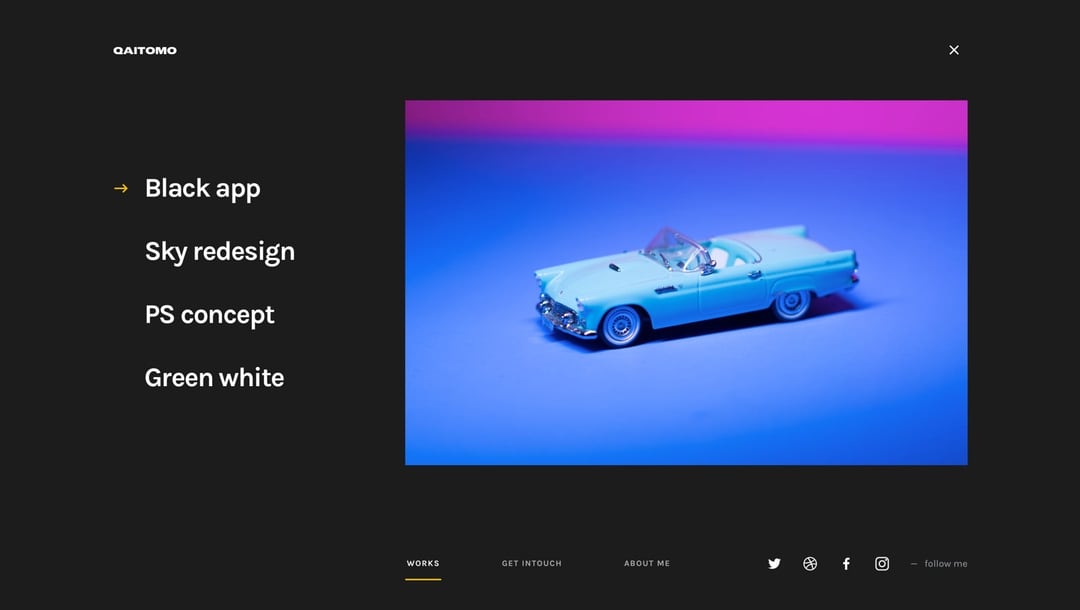 QAITOMO
Black app
Sky redesign
PS concept
Green white
WORKS
GET INTOUCH
ABOUT ME
follow me